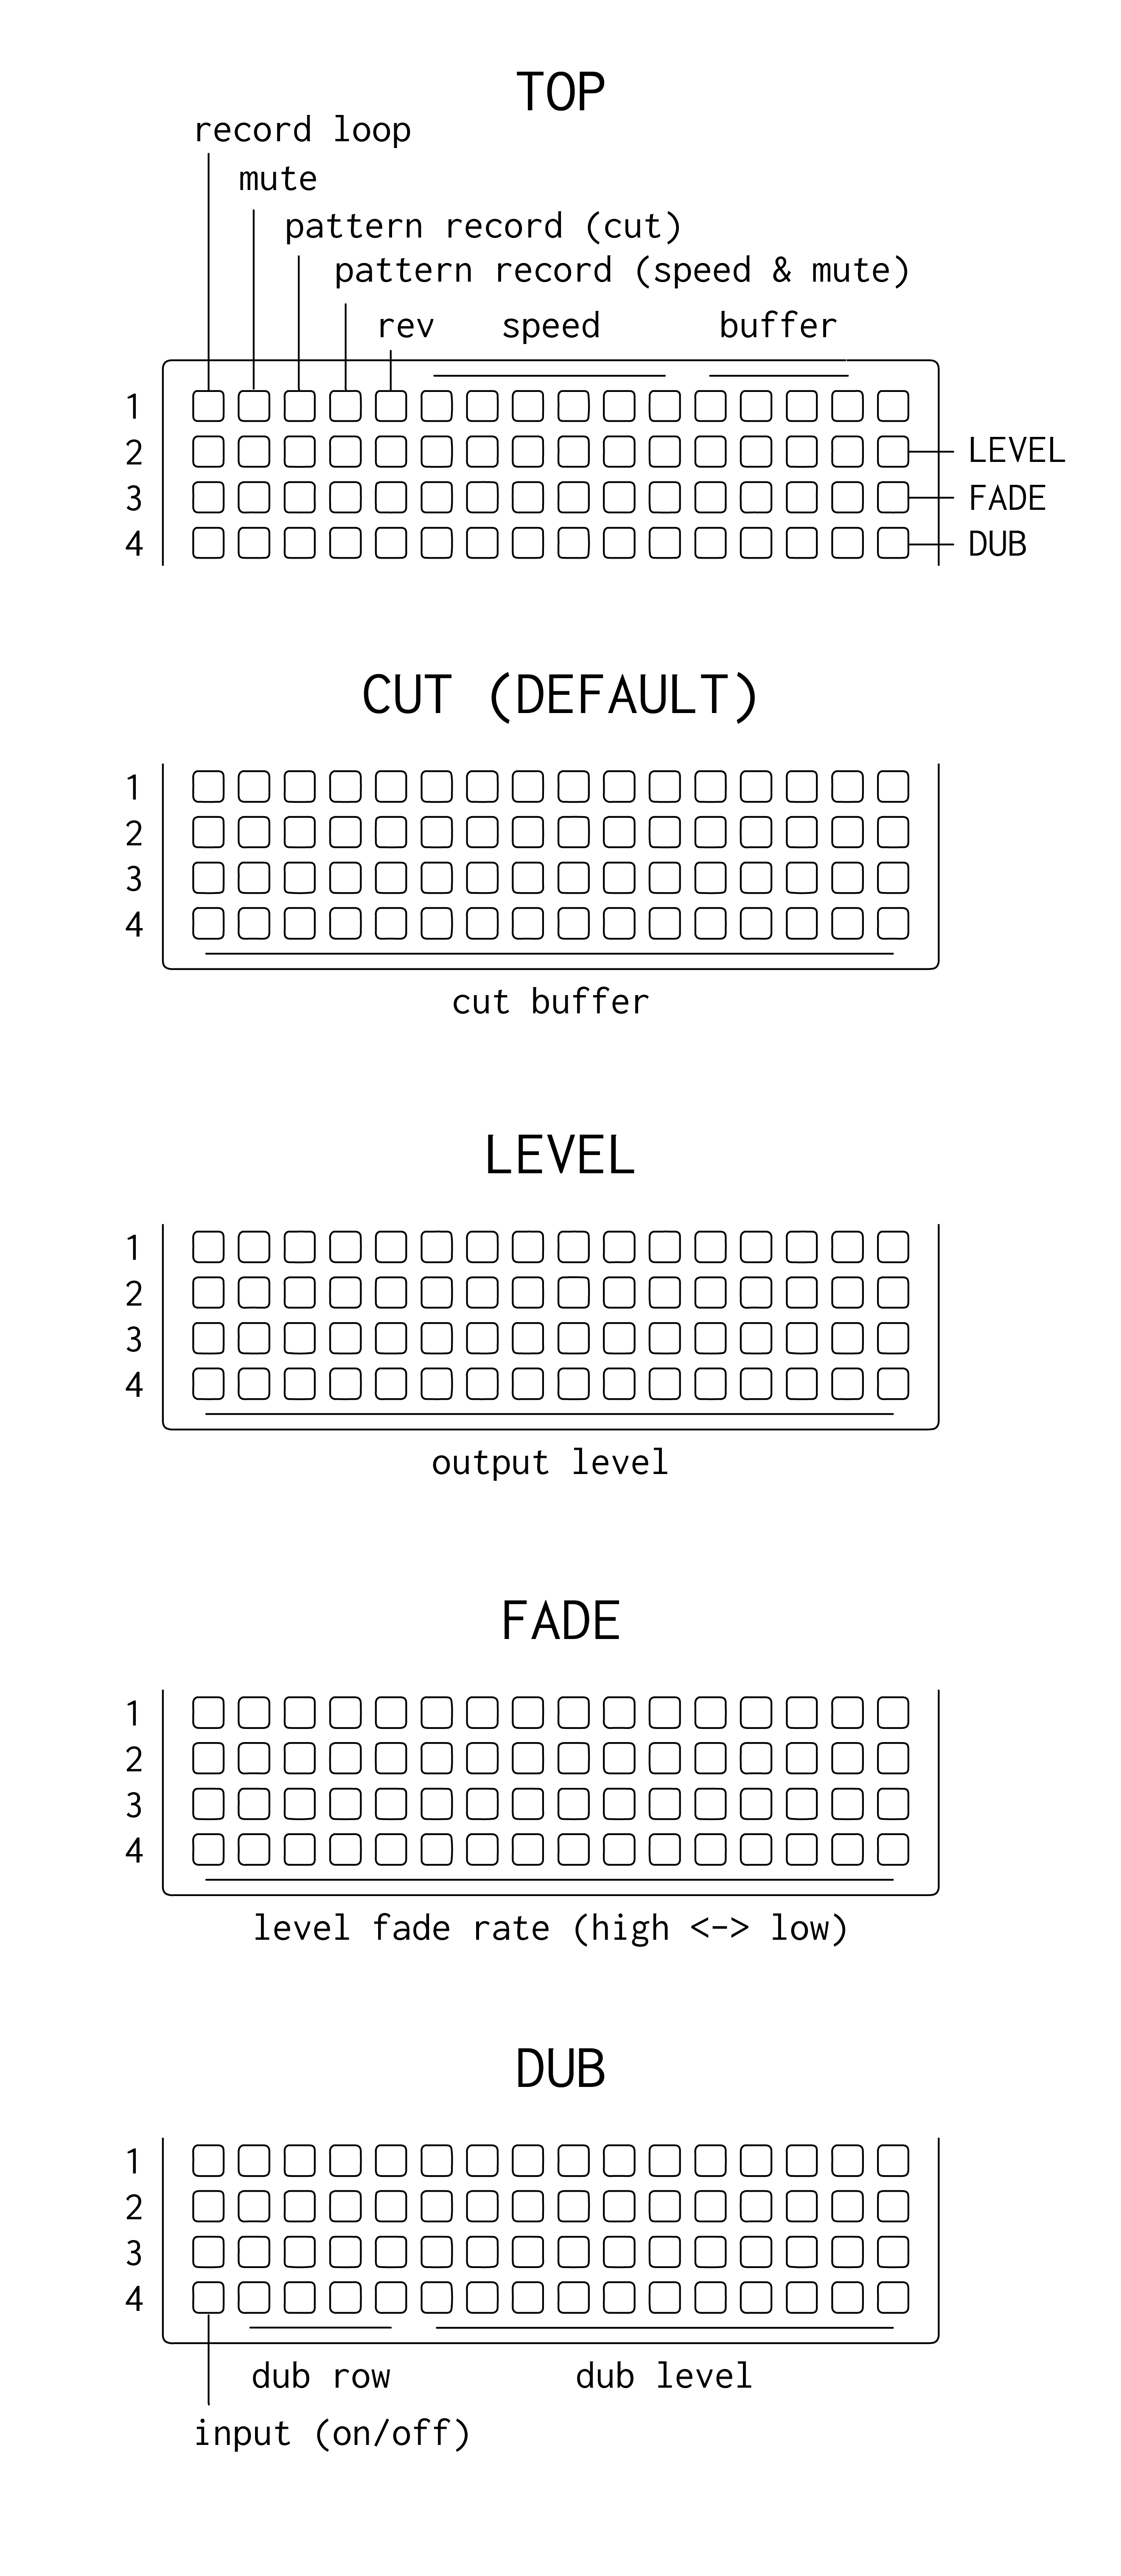 TOP
record loop
mute
pattern record (cut)
pattern record (speed & mute)
rev speed buffer
1
2 LEVEL
3 FADE
4 DUB
CUT (DEFAULT)
1
2
3
4
cut buffer
LEVEL
1
2
3
4
output level
FADE
1
2
3
4
level fade rate (high <-> low)
DUB
1
2
3
4
dub row dub level
input (on/off)